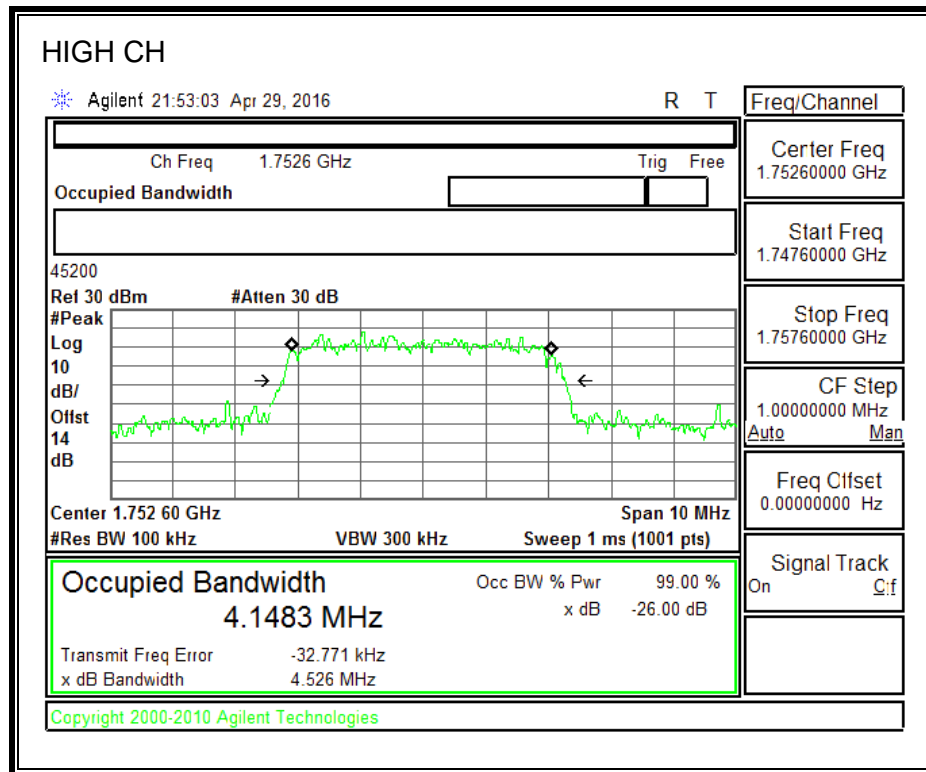 HIGH CH
Agilent 21:53:03 Apr 29, 2016 R T
Freq/Channel
Ch Freq 1.7526 GHz Trig Free
Occupied Bandwidth
Center Freq
1.75260000 GHz
Start Freq
1.74760000 GHz
Stop Freq
1.75760000 GHz
CF Step
1.00000000 MHz
Auto Man
Freq Offset
0.00000000 Hz
Signal Track
On Off
45200
Ref 30 dBm #Atten 30 dB
#Peak
Log
10
dB/
Offst
14
dB
Center 1.752 60 GHz Span 10 MHz
#Res BW 100 kHz VBW 300 kHz Sweep 1 ms (1001 pts)
Occupied Bandwidth Occ BW % Pwr 99.00 %
4.1483 MHz x dB -26.00 dB
Transmit Freq Error -32.771 kHz
x dB Bandwidth 4.526 MHz
Copyright 2000-2010 Agilent Technologies